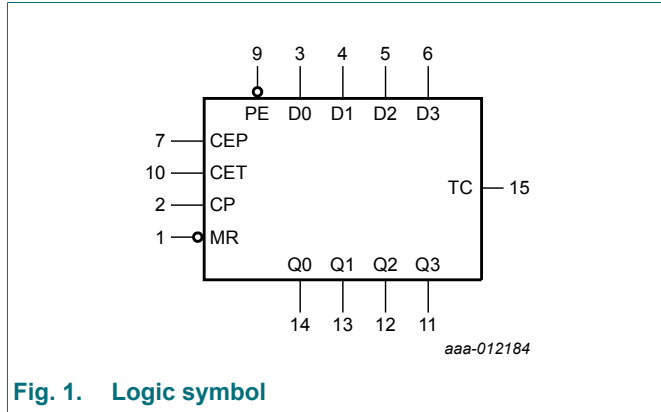 9 3 4 5 6
PE D0 D1 D2 D3
7 CEP
10 CET
TC 15
2 CP
1 MR
Q0 Q1 Q2 Q3
14 13 12 11
aaa-012184
Fig. 1. Logic symbol